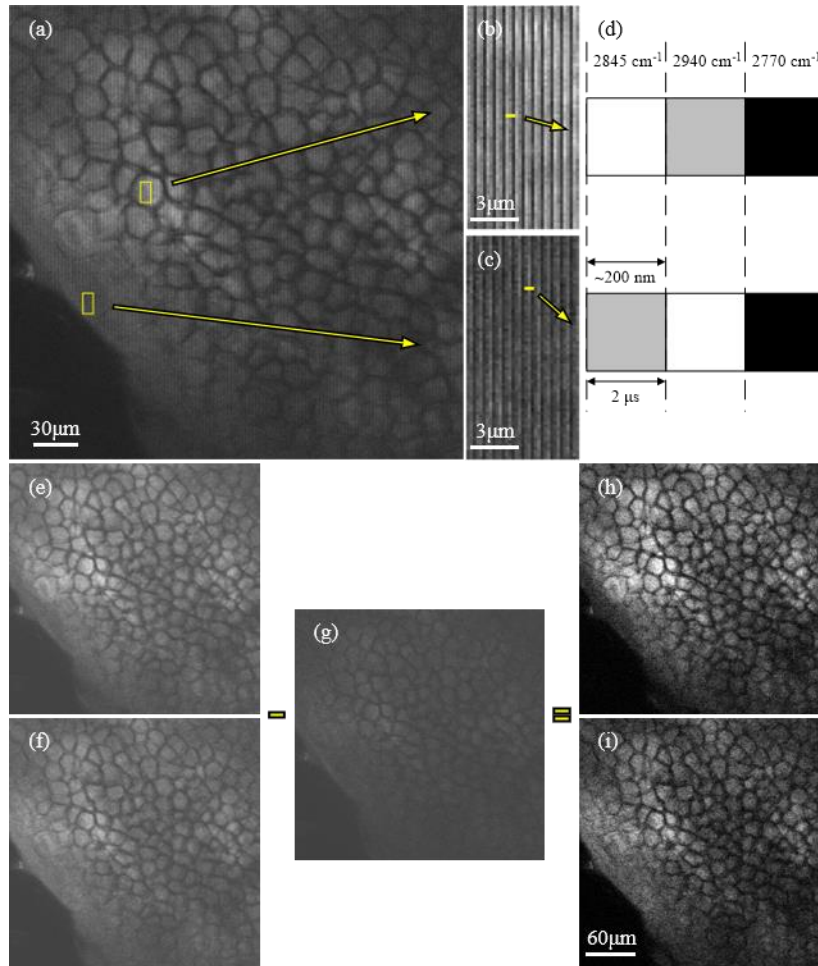 (a)
30μm
(b)
3μm
(c)
3μm
(d)
2845 cm-1 2940 cm-1 2770 cm-1
~200 nm
2 μs
(e)
(f)
(g)
(h)
(i)
60μm